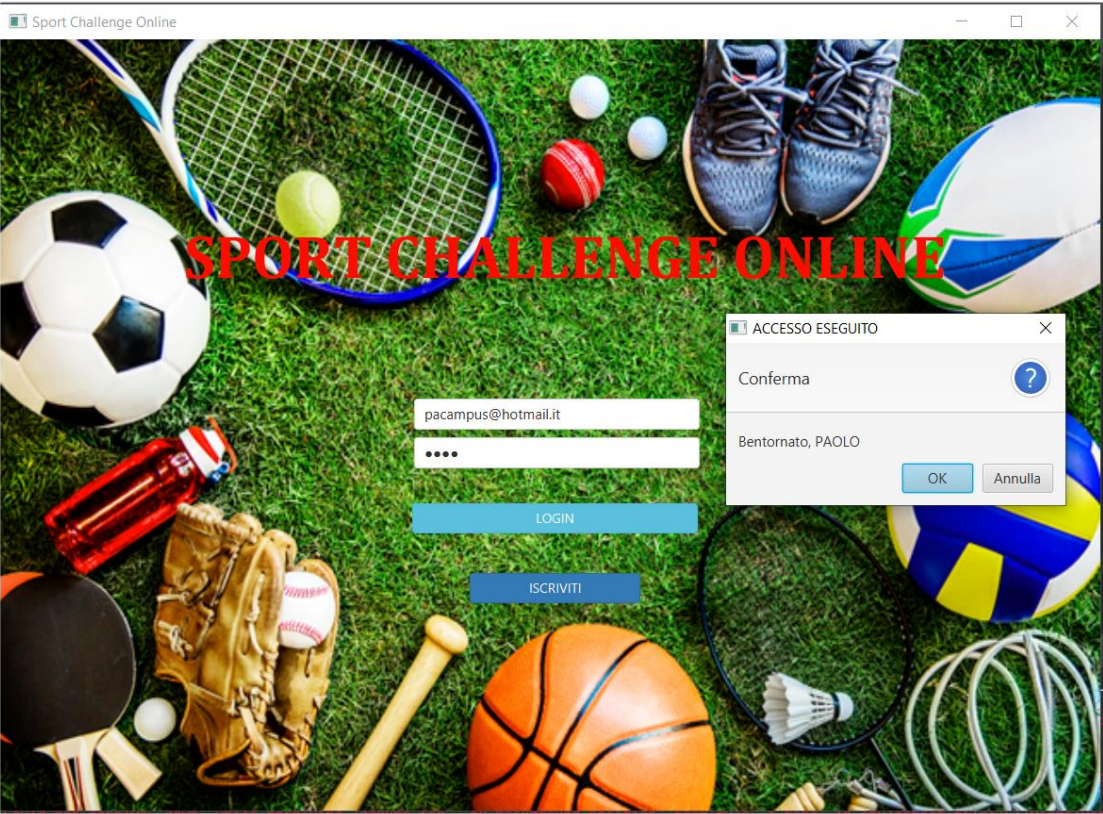 Sport Challenge Online
SPORT CHALLENGE ONLINE
ACCESSO ESEGUITO
Conferma
?
Bentornato, PAOLO
OK
Annulla
pacampus@hotmail.it
••••
LOGIN
ISCRIVITI